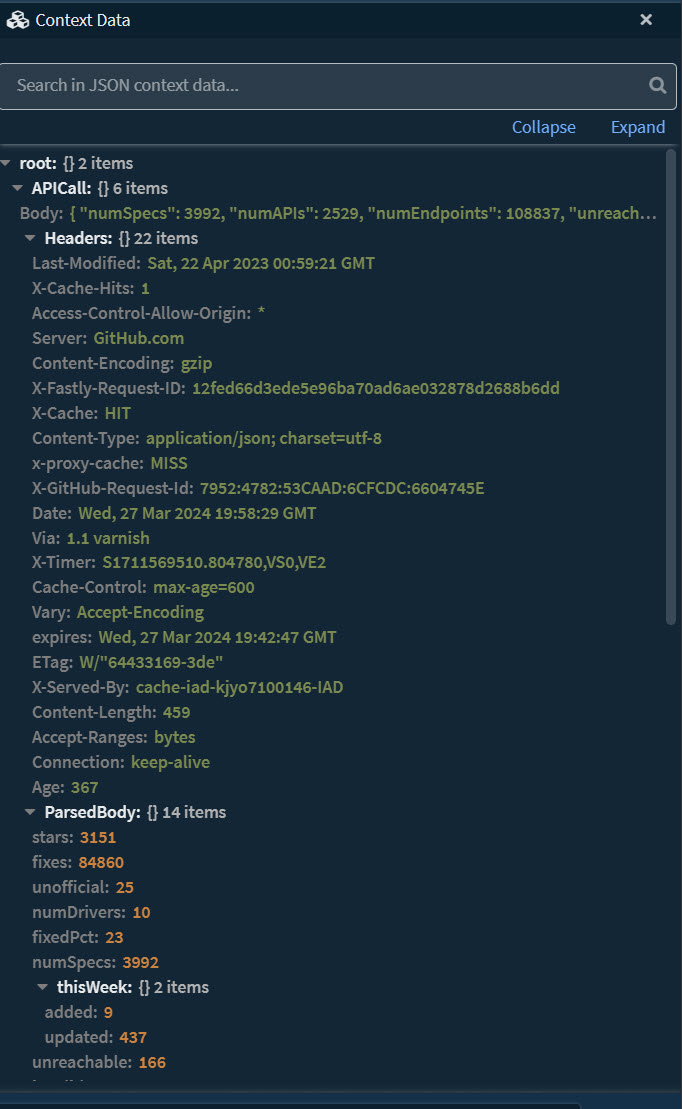 Context Data
Search in JSON context data...
Collapse Expand
root: {} 2 items
APICall: {} 6 items
Body: { "numSpecs": 3992, "numAPIs": 2529, "numEndpoints": 108837, "unreach...
Headers: {} 22 items
Last-Modified: Sat, 22 Apr 2023 00:59:21 GMT
X-Cache-Hits: 1
Access-Control-Allow-Origin: *
Server: GitHub.com
Content-Encoding: gzip
X-Fastly-Request-ID: 12fed66d3ede5e96ba70ad6ae032878d2688b6dd
X-Cache: HIT
Content-Type: application/json; charset=utf-8
x-proxy-cache: MISS
X-GitHub-Request-Id: 7952:4782:53CAAD:6CFCDC:6604745E
Date: Wed, 27 Mar 2024 19:58:29 GMT
Via: 1.1 varnish
X-Timer: S1711569510.804780,VS0,VE2
Cache-Control: max-age=600
Vary: Accept-Encoding
expires: Wed, 27 Mar 2024 19:42:47 GMT
ETag: W/"64433169-3de"
X-Served-By: cache-iad-kjyo7100146-IAD
Content-Length: 459
Accept-Ranges: bytes
Connection: keep-alive
Age: 367
ParsedBody: {} 14 items
stars: 3151
fixes: 84860
unofficial: 25
numDrivers: 10
fixedPct: 23
numSpecs: 3992
thisWeek: {} 2 items
added: 9
updated: 437
unreachable: 166